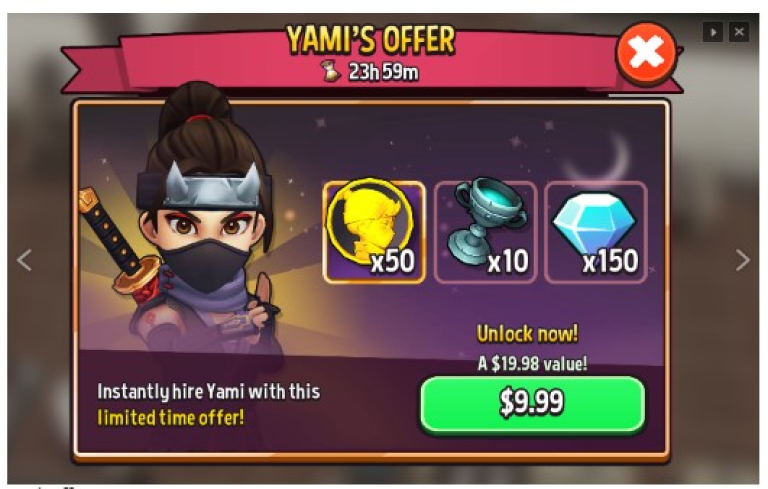 YAMI'S OFFER
23h 59m
x50
x10
x150
Unlock now!
A $19.98 value!
$9.99
Instantly hire Yami with this
limited time offer!